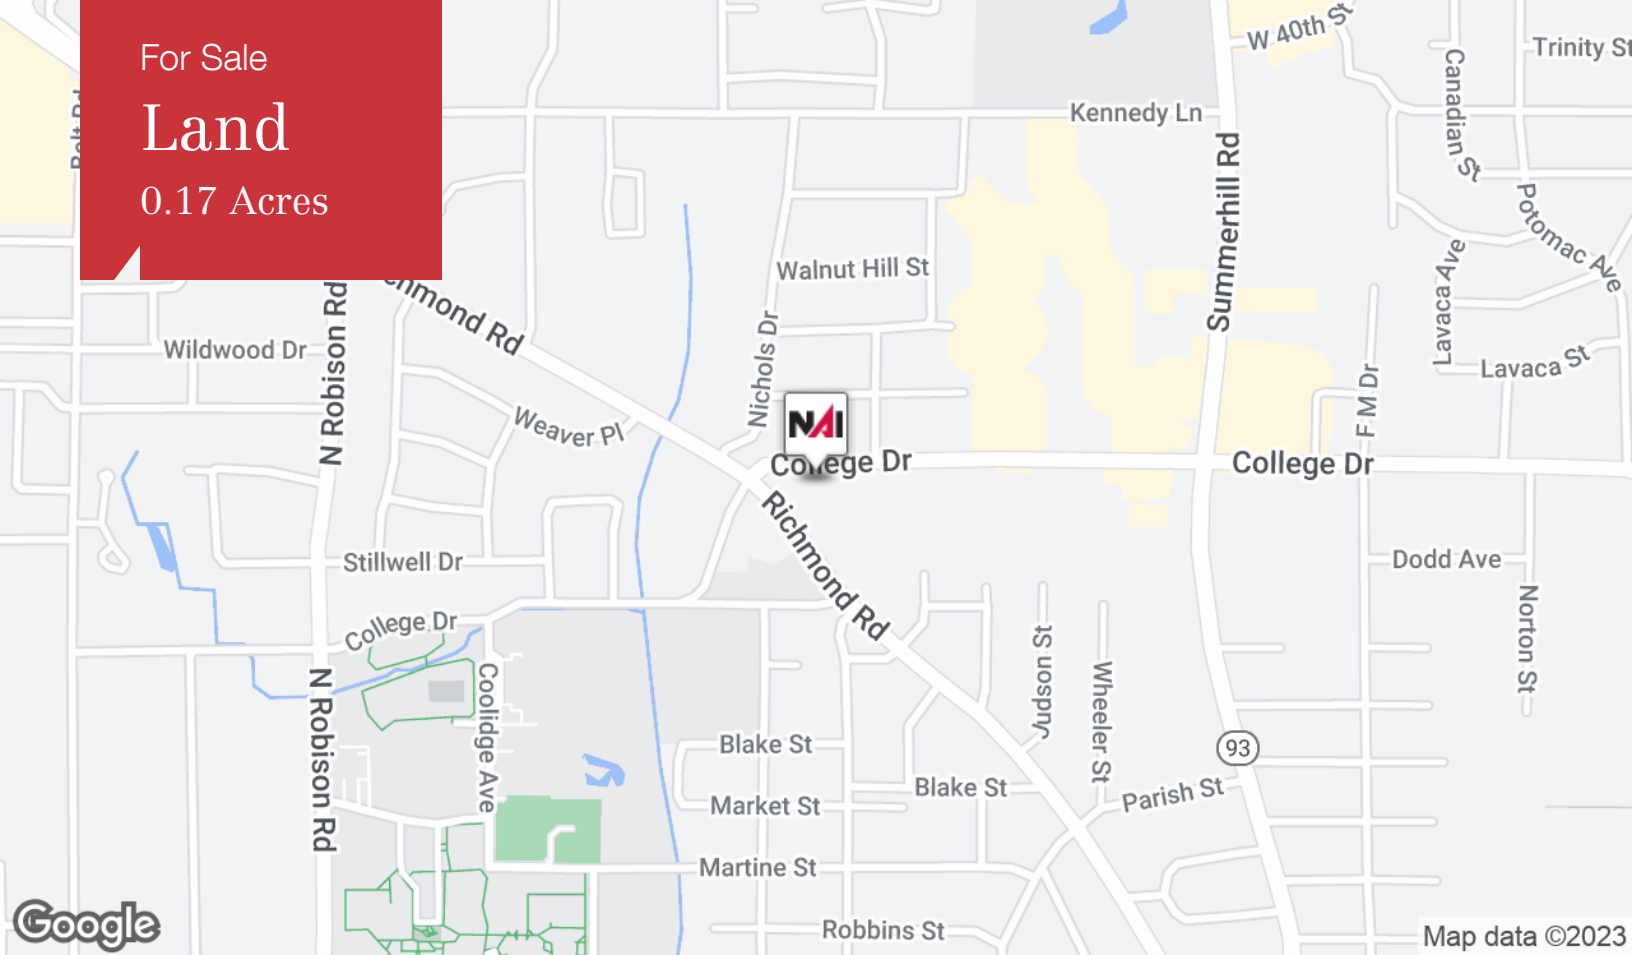 For Sale
Land
0.17 Acres
W 40th St
Trinity St
Canadian St
Kennedy Ln
Summerhill Rd
Potomac Ave
Lavaca Ave
Walnut Hill St
Nichols Dr
N Robison Rd
Wildwood Dr
Lavaca St
F M Dr
Weaver Pl
NAI
College Dr
College Dr
Richmond Rd
Stillwell Dr
Dodd Ave
Norton St
College Dr
Coolidge Ave
N Robison Rd
Judson St
Wheeler St
Blake St
93
Blake St
Parish St
Market St
Martine St
Robbins St
Google
Map data ©2023